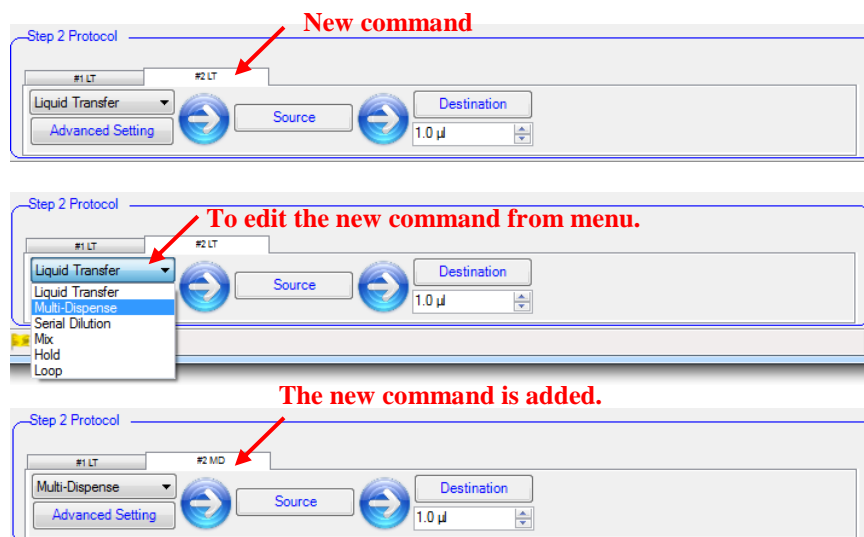 New command
Step 2 Protocol
#1 LT #2 LT
Liquid Transfer Source Destination
Advanced Setting 1.0 µl
Step 2 Protocol
To edit the new command from menu.
#1 LT #2 LT
Liquid Transfer Source Destination
Liquid Transfer 1.0 µl
Multi-Dispense
Serial Dilution
Mix
Hold
Loop
The new command is added.
Step 2 Protocol
#1 LT #2 MD
Multi-Dispense Source Destination
Advanced Setting 1.0 µl